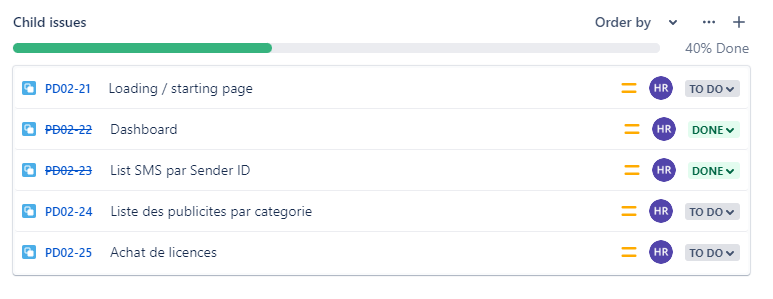 Child issues Order by
40% Done
PD02-21 Loading / starting page HR TO DO
PD02-22 Dashboard HR DONE
PD02-23 List SMS par Sender ID HR DONE
PD02-24 Liste des publicites par categorie HR TO DO
PD02-25 Achat de licences HR TO DO